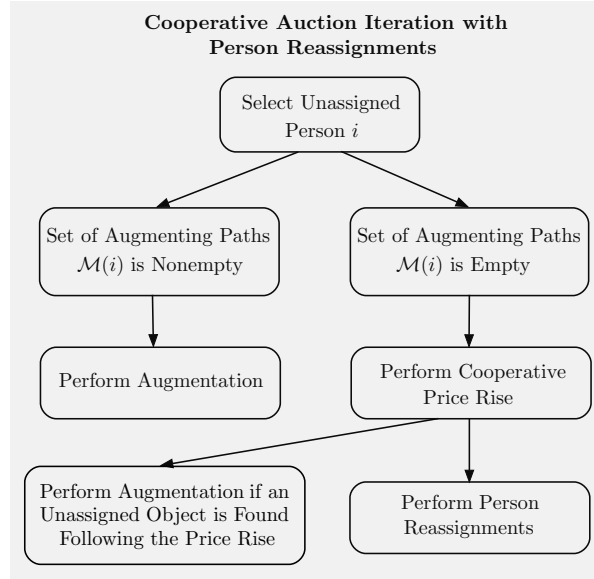 Cooperative Auction Iteration with
Person Reassignments
Select Unassigned
Person i
Set of Augmenting Paths
ℳ(i) is Nonempty
Set of Augmenting Paths
ℳ(i) is Empty
Perform Augmentation
Perform Cooperative
Price Rise
Perform Augmentation if an
Unassigned Object is Found
Following the Price Rise
Perform Person
Reassignments